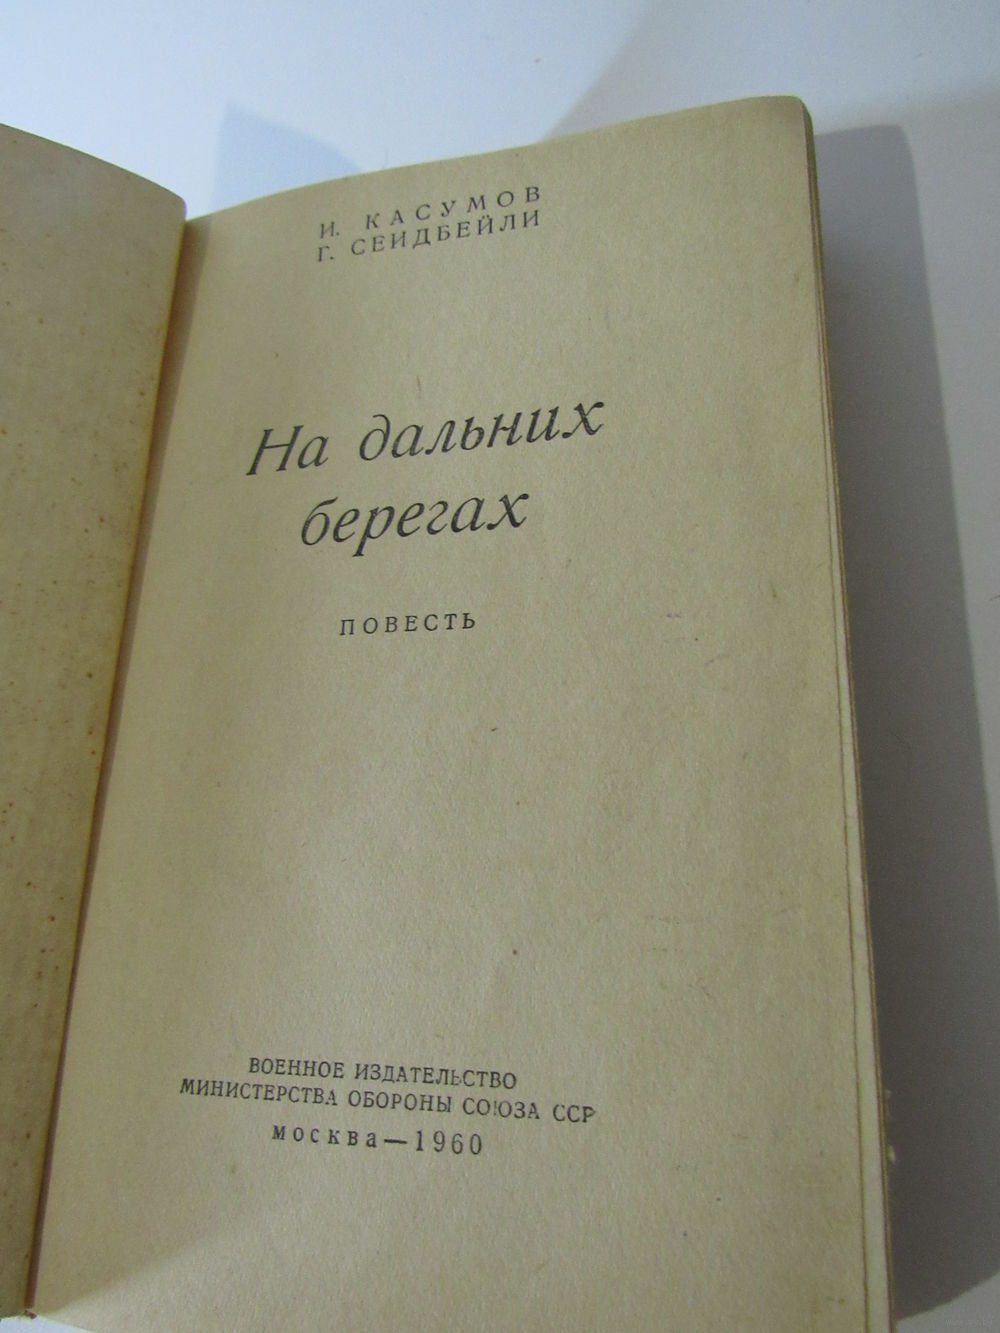 И. КАСУМОВ
Г. СЕИДБЕЙЛИ
На дальних
берегах
ПОВЕСТЬ
ВОЕННОЕ ИЗДАТЕЛЬСТВО
МИНИСТЕРСТВА ОБОРОНЫ СОЮЗА ССР
Москва—1960